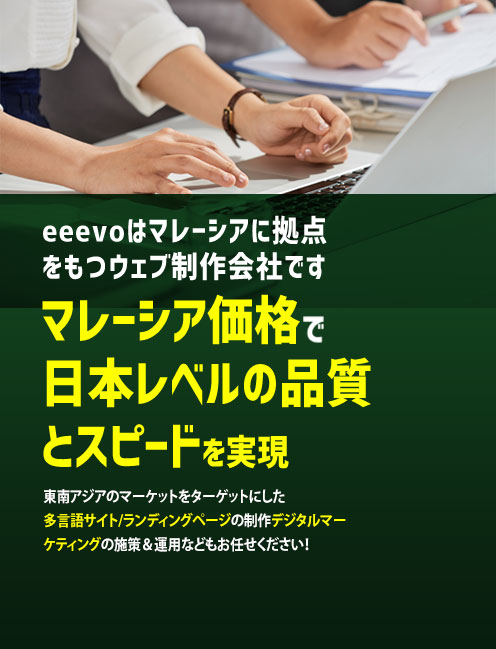 eeevoはマレーシアに拠点
をもつウェブ制作会社です
マレーシア価格で
日本レベルの品質
とスピードを実現
東南アジアのマーケットをターゲットにした
多言語サイト/ランディングページの制作デジタルマー
ケティングの施策＆運用などもお任せください！